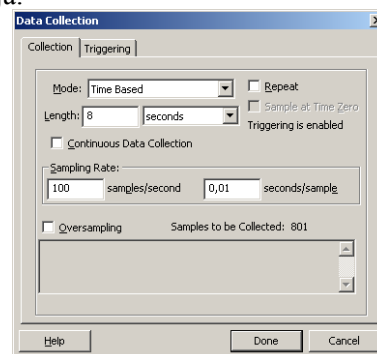 ja.
Data Collection
Collection Triggering
Mode: Time Based Repeat
Length: 8 seconds Sample at Time Zero
Triggering is enabled
Continuous Data Collection
Sampling Rate:
100 samples/second 0,01 seconds/sample
Oversampling Samples to be Collected: 801
Help Done Cancel